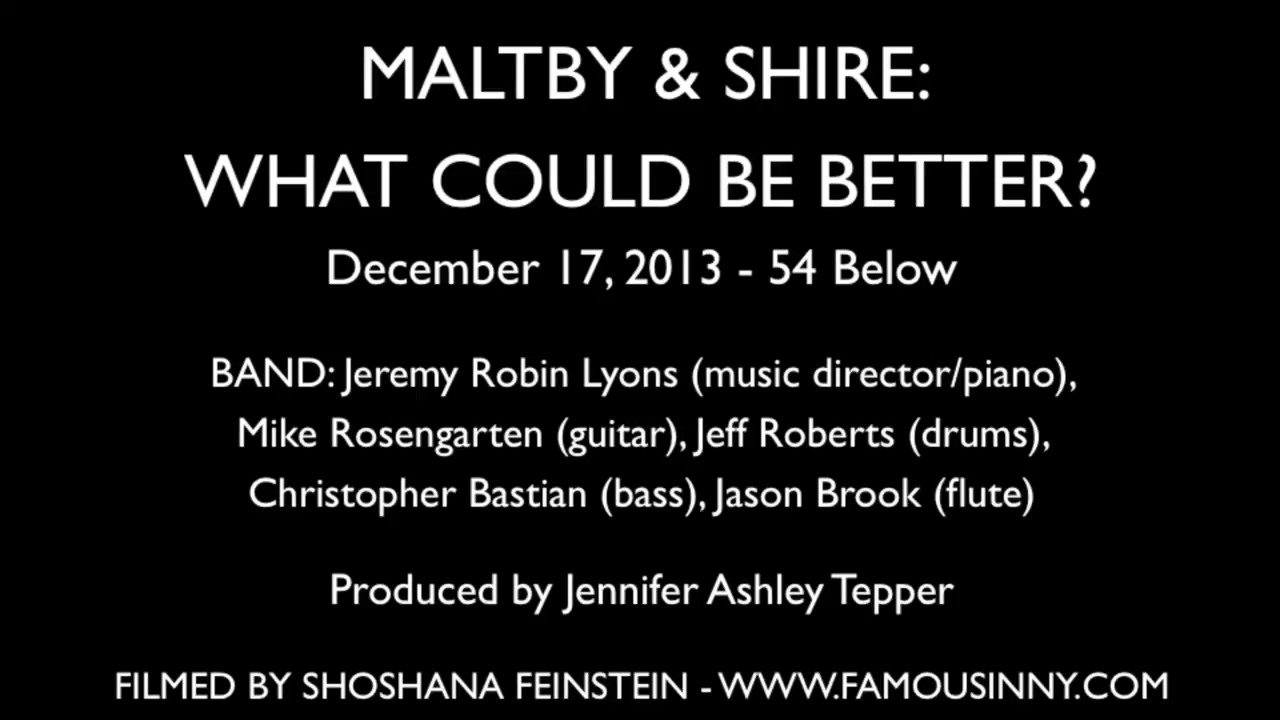 MALTBY & SHIRE:
WHAT COULD BE BETTER?
December 17, 2013 - 54 Below
BAND: Jeremy Robin Lyons (music director/piano),
Mike Rosengarten (guitar), Jeff Roberts (drums),
Christopher Bastian (bass), Jason Brook (flute)
Produced by Jennifer Ashley Tepper
FILMED BY SHOSHANA FEINSTEIN - WWW.FAMOUSINNY.COM